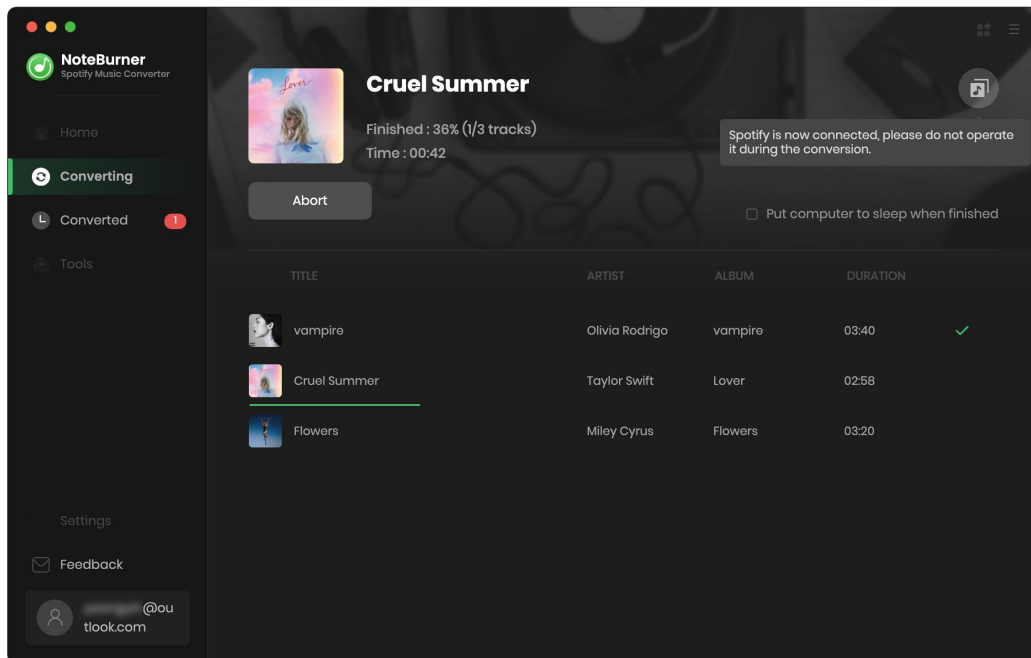 NoteBurner
Spotify Music Converter
Home
Converting
Converted 1
Tools
Settings
Feedback
@ou
tlook.com
Lover
Cruel Summer
Finished : 36% (1/3 tracks)
Time : 00:42
Abort
Spotify is now connected, please do not operate
it during the conversion.
Put computer to sleep when finished
TITLE ARTIST ALBUM DURATION
vampire Olivia Rodrigo vampire 03:40
Cruel Summer Taylor Swift Lover 02:58
Flowers Miley Cyrus Flowers 03:20